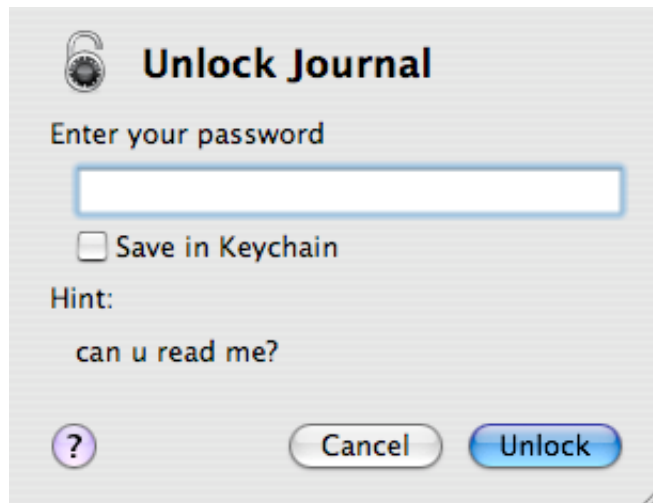 Unlock Journal
Enter your password
Save in Keychain
Hint:
can u read me?
? Cancel Unlock